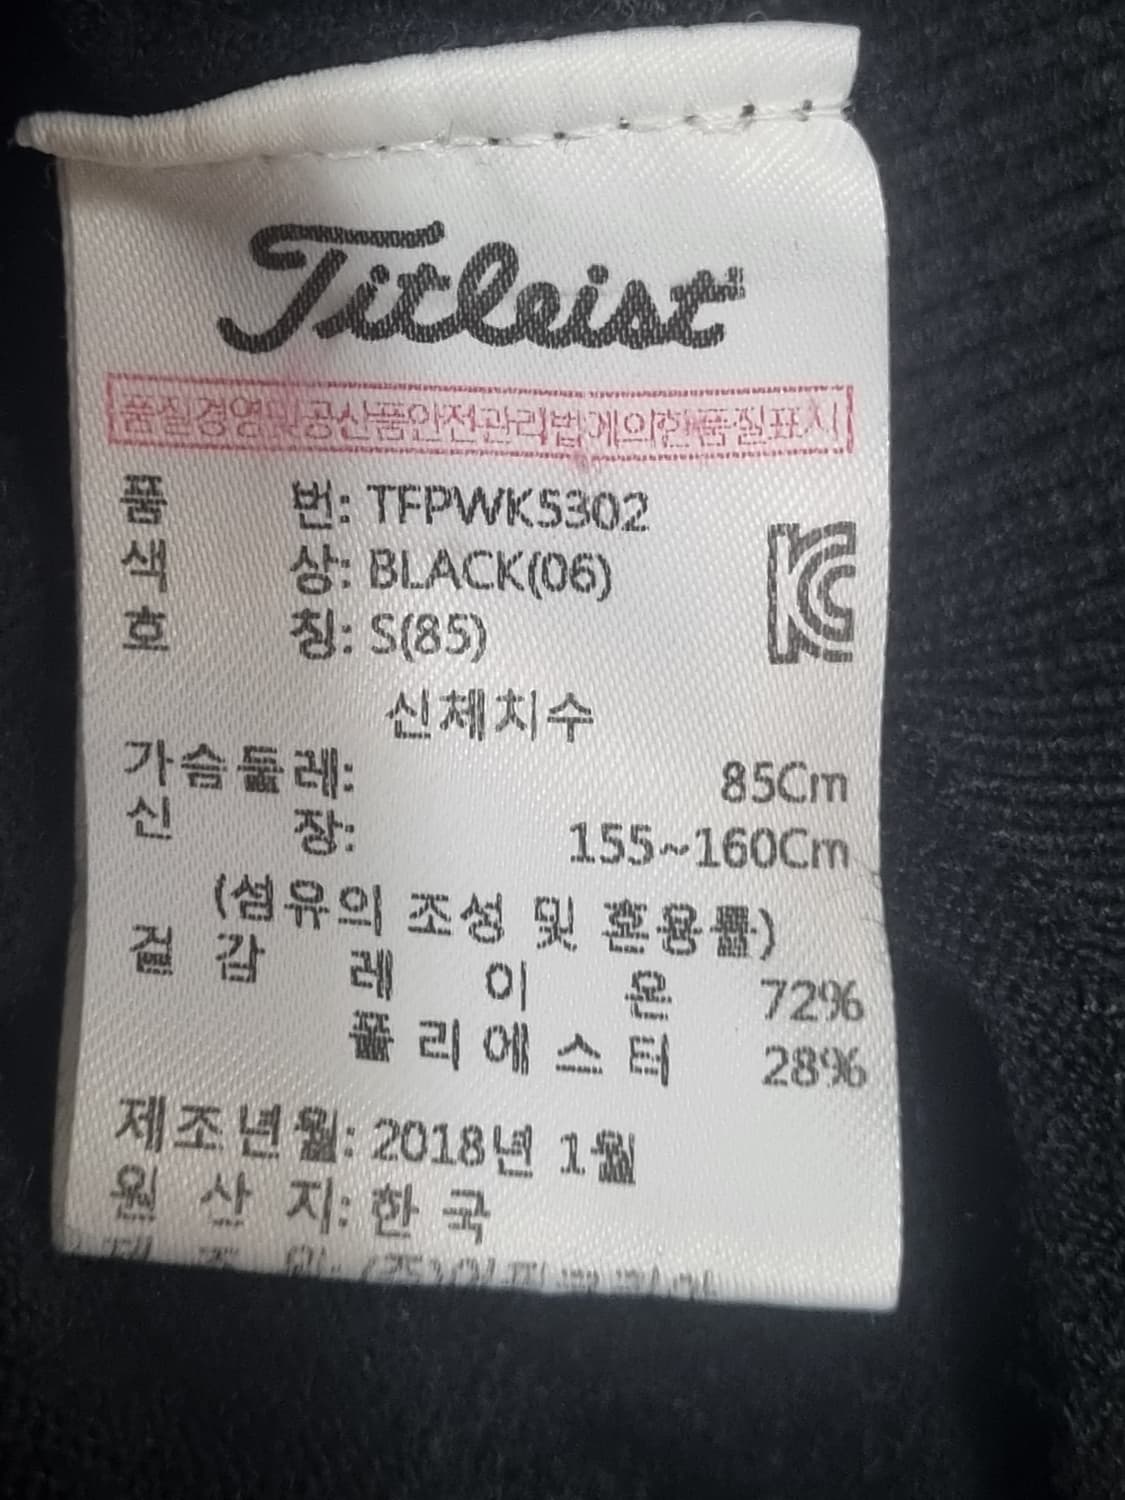 Titleist
품질경영및공산품안전관리법게의한품질표시
품 번: TFPWK5302
색 상: BLACK(06)
호 칭: S(85)
신체치수
가슴둘레: 85Cm
신 장: 155~160Cm
(섬유의 조성 및 혼용률)
겉 감 레 이 온 72%
폴 리 에 스 터 28%
제조년월: 2018년 1월
원 산 지: 한 국